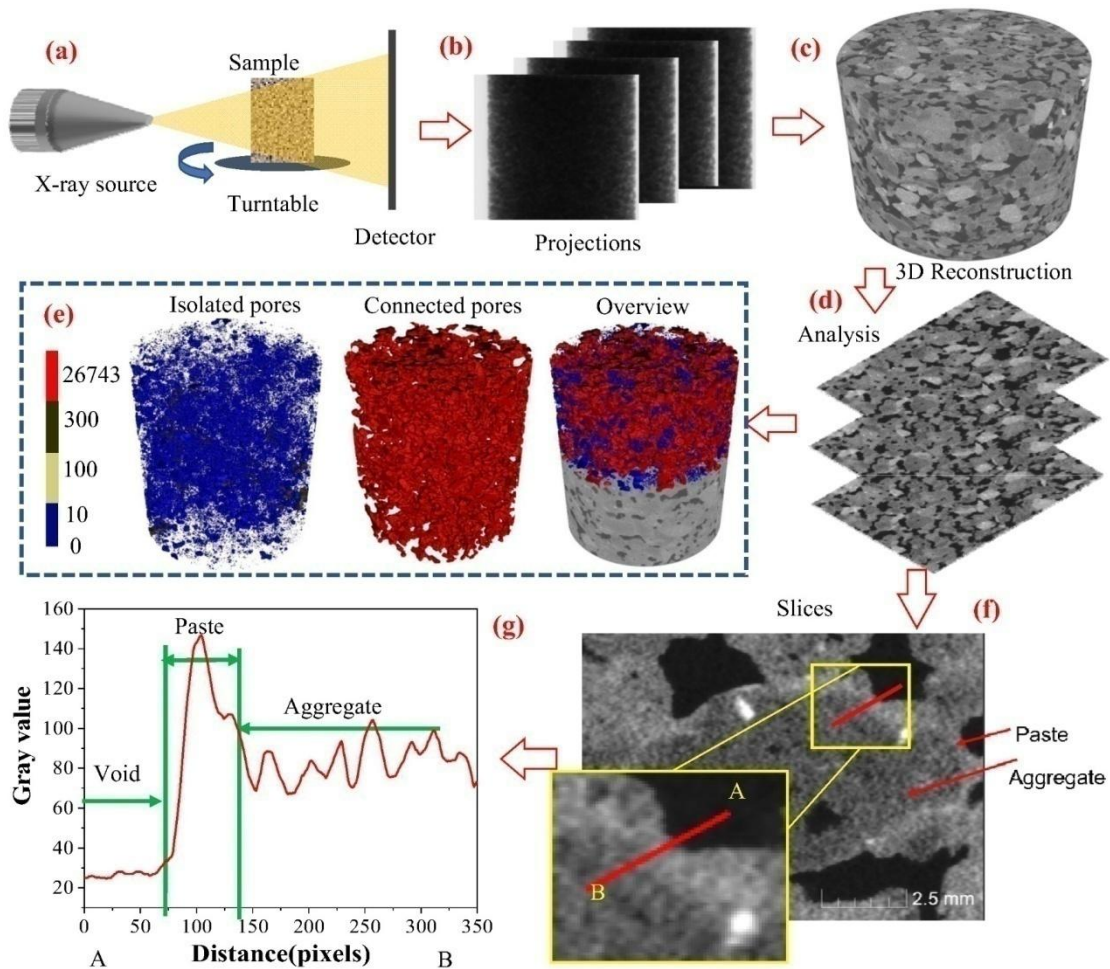 (a)
Sample
X-ray source
Turntable
Detector
(b)
Projections
(c)
3D Reconstruction
(d)
Analysis
(e)
Isolated pores
Connected pores
Overview
26743
300
100
10
0
Slices
(f)
Paste
Aggregate
A
B
2.5 mm
(g)
Gray value
160
140
120
100
80
60
40
20
Paste
Aggregate
Void
0 50 100 150 200 250 300 350
A
Distance(pixels)
B